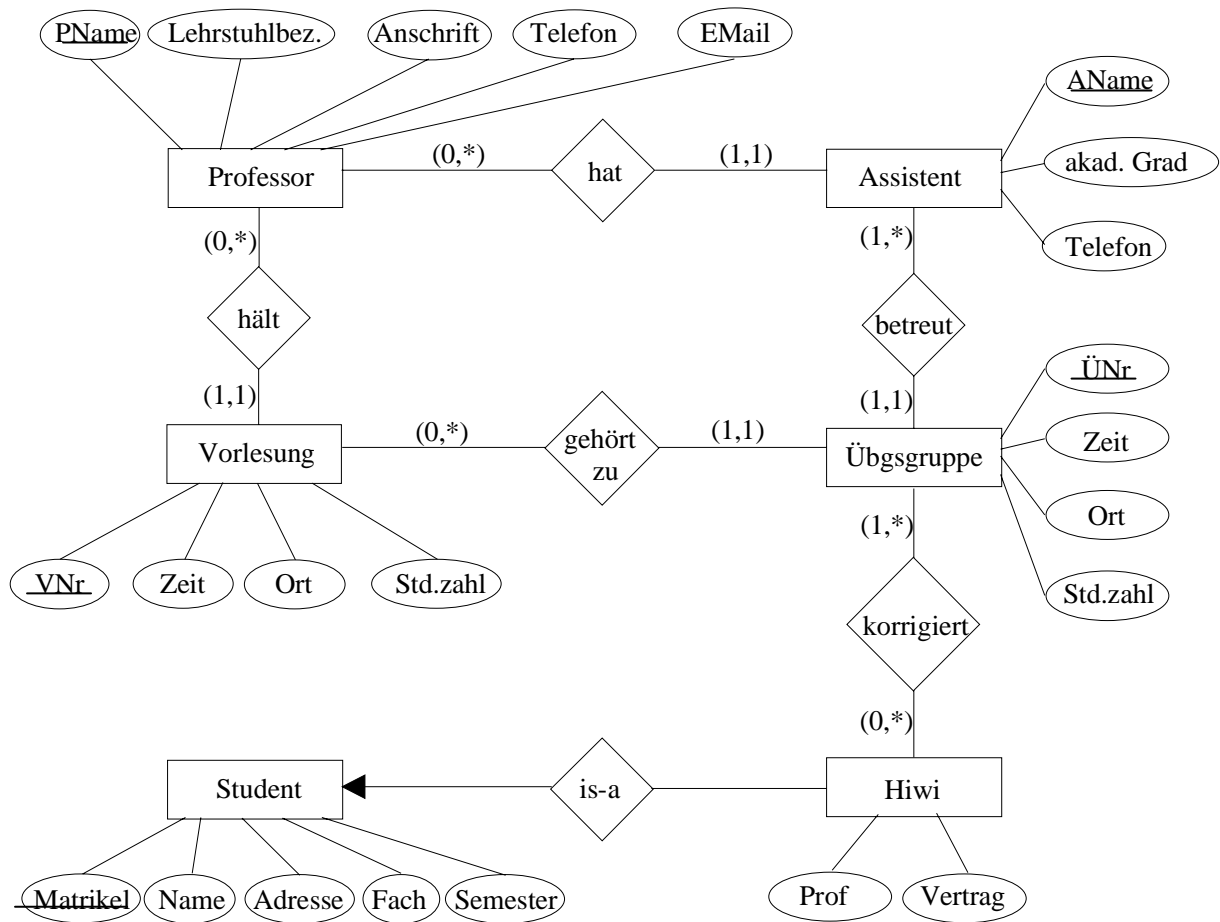 PName Lehrstuhlbez. Anschrift Telefon EMail
AName
(0,*) (1,1)
Professor hat Assistent akad. Grad
(0,*) (1,*)
Telefon
hält betreut
ÜNr
(1,1) (1,1)
(0,*) gehört (1,1) Zeit
Vorlesung zu Übgsgruppe
(1,*) Ort
VNr Zeit Ort Std.zahl Std.zahl
korrigiert
(0,*)
Student is-a Hiwi
Matrikel Name Adresse Fach Semester Prof Vertrag